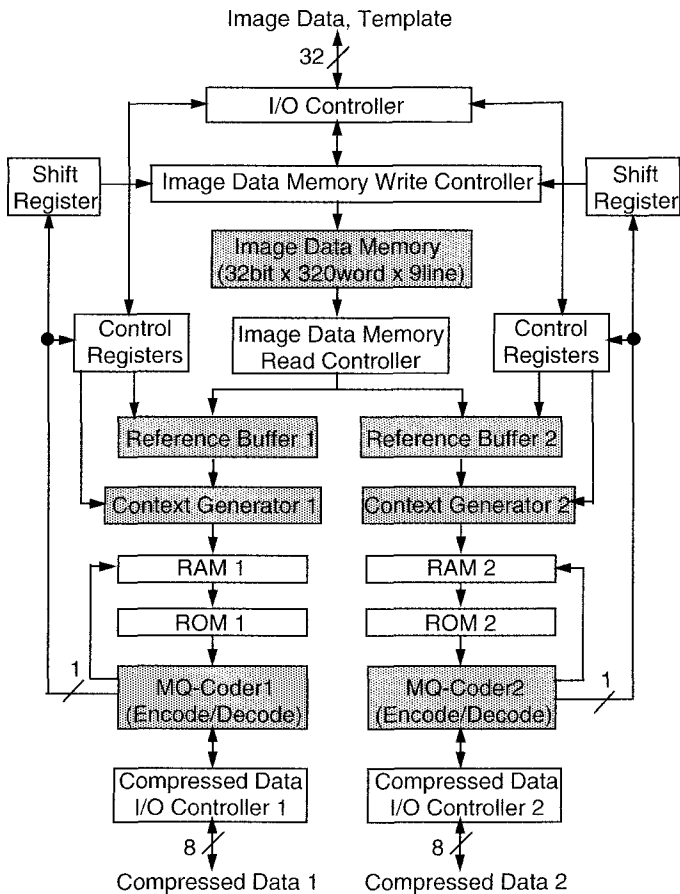 Image Data, Template
32
I/O Controller
Shift
Register
Image Data Memory Write Controller
Shift
Register
Image Data Memory
(32bit x 320word x 9line)
Control
Registers
Image Data Memory
Read Controller
Control
Registers
Reference Buffer 1
Reference Buffer 2
Context Generator 1
Context Generator 2
RAM 1
RAM 2
ROM 1
ROM 2
1
MQ-Coder1
(Encode/Decode)
MQ-Coder2
(Encode/Decode)
1
Compressed Data
I/O Controller 1
Compressed Data
I/O Controller 2
8
8
Compressed Data 1
Compressed Data 2